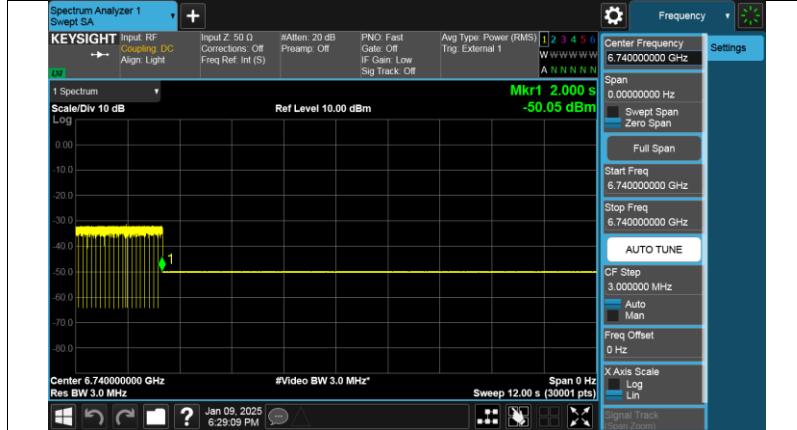 Spectrum Analyzer 1
Swept SA
Frequency
KEYSIGHT
Input: RF
Coupling: DC
Align: Light
Input Z: 50 Ω
Corrections: Off
Freq Ref: Int (S)
#Atten: 20 dB
Preamp: Off
PNO: Fast
Gate: Off
IF Gain: Low
Sig Track: Off
Avg Type: Power (RMS)
Trig: External 1
1 2 3 4 5 6
W W W W W W
A N N N N N
LXI
1 Spectrum
Mkr1 2.000 s
Scale/Div 10 dB
Ref Level 10.00 dBm
-50.05 dBm
Log
0.00
-10.0
-20.0
-30.0
-40.0
-50.0
-60.0
-70.0
-80.0
1
Center 6.740000000 GHz
#Video BW 3.0 MHz*
Span 0 Hz
Res BW 3.0 MHz
Sweep 12.00 s (30001 pts)
Jan 09, 2025
6:29:09 PM
Center Frequency
6.740000000 GHz
Settings
Span
0.00000000 Hz
Swept Span
Zero Span
Full Span
Start Freq
6.740000000 GHz
Stop Freq
6.740000000 GHz
AUTO TUNE
CF Step
3.000000 MHz
Auto
Man
Freq Offset
0 Hz
X Axis Scale
Log
Lin
Signal Track
(Span Zoom)